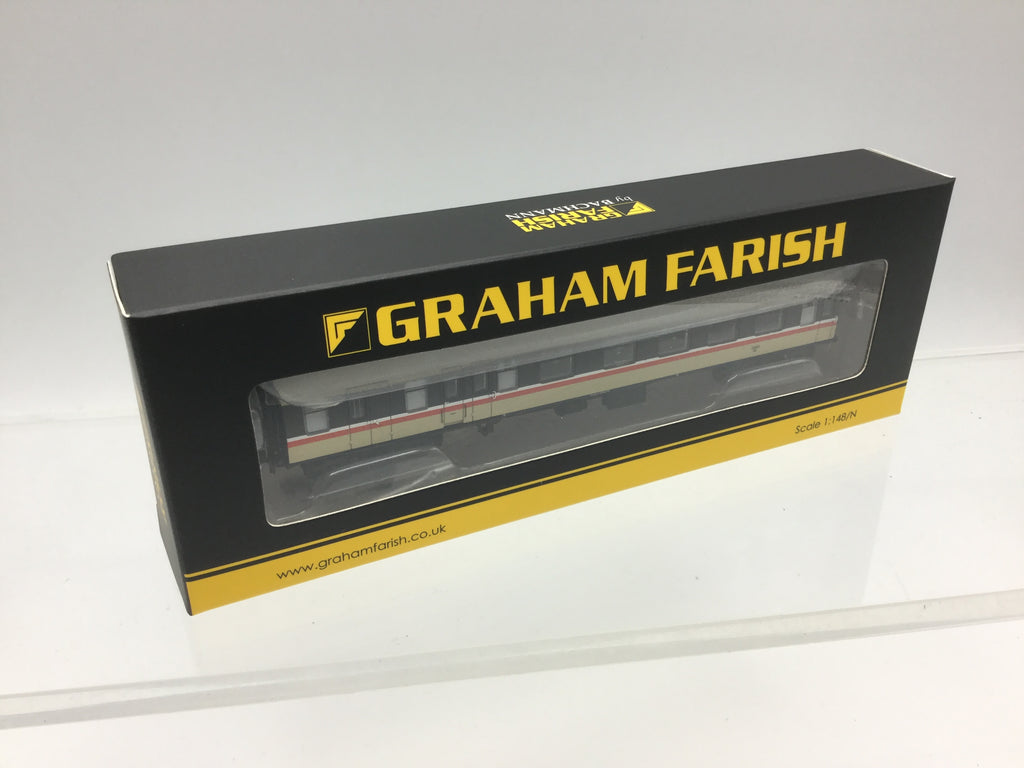 GRAHAM
FARISH
by BACHMANN
GRAHAM FARISH
Scale 1:148/N
www.grahamfarish.co.uk